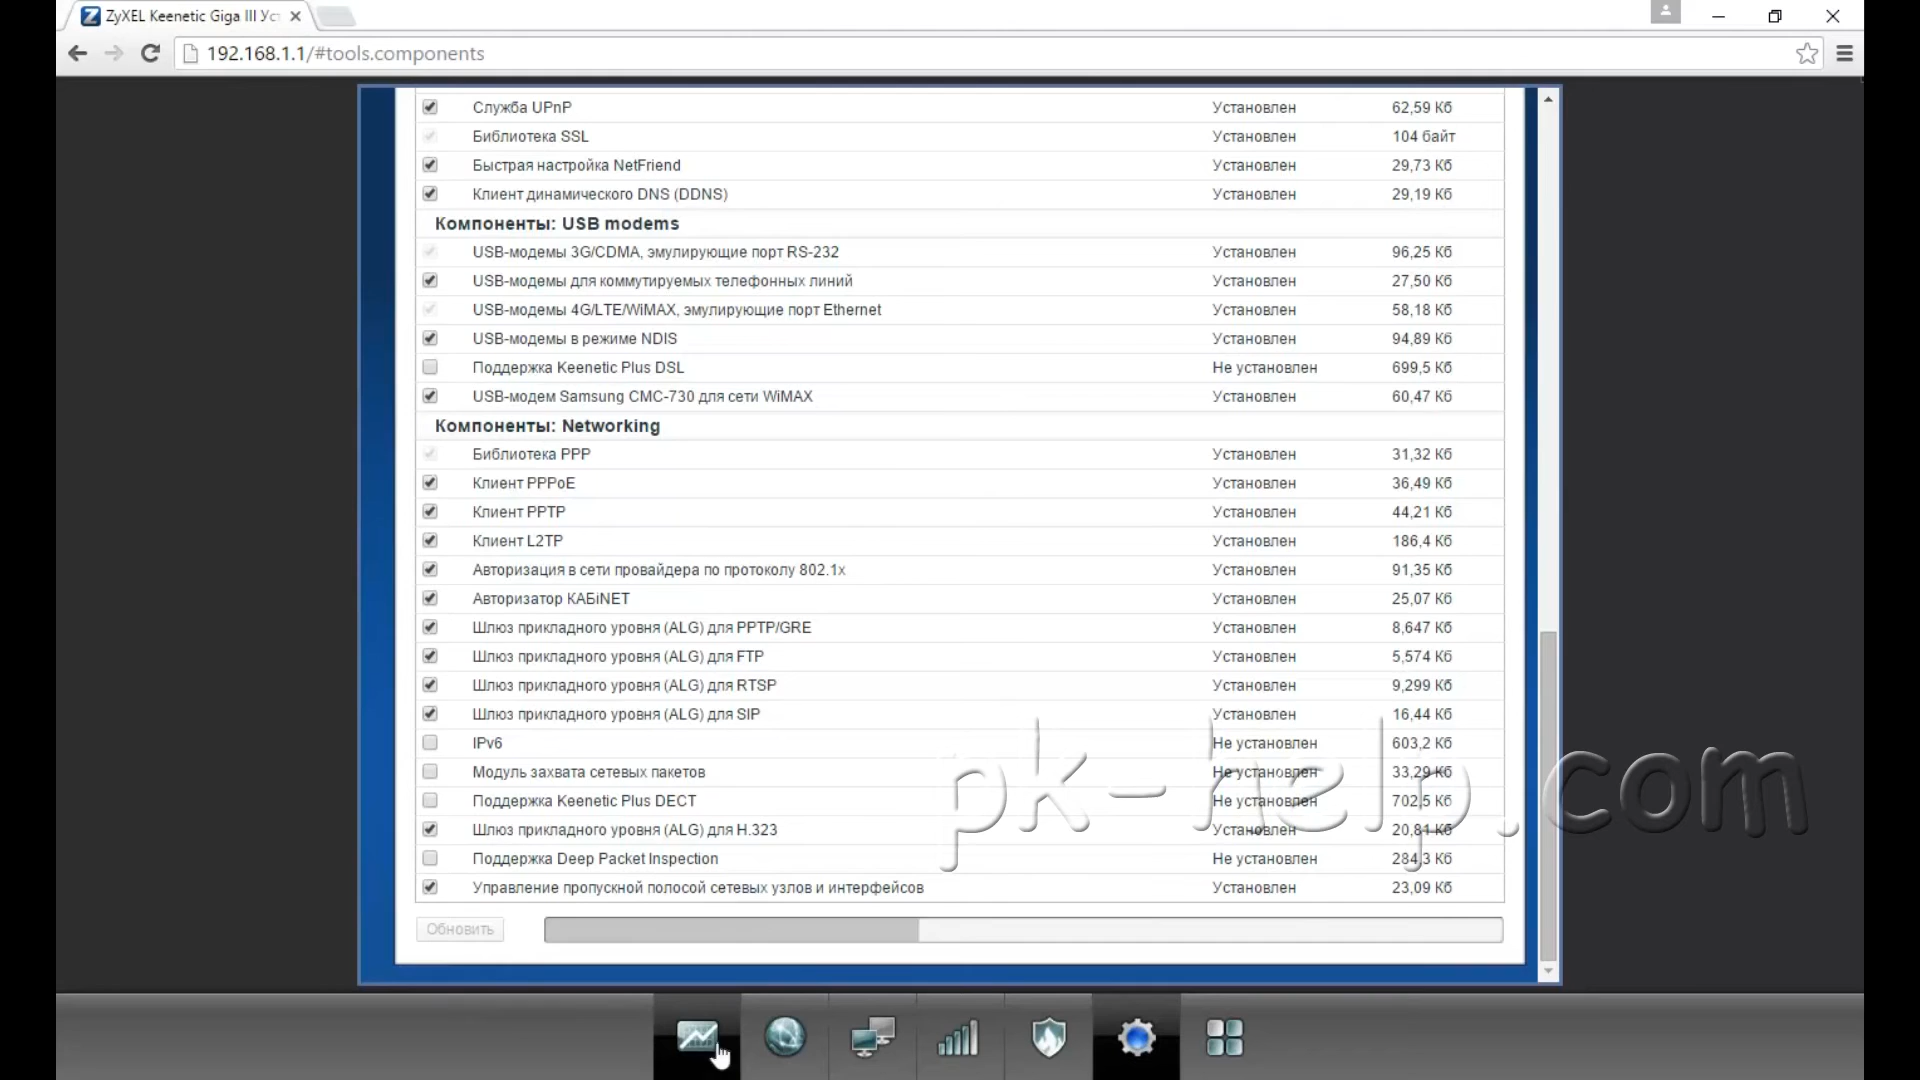 ZyXEL Keenetic Giga III Уст
192.168.1.1/#tools.components
Служба UPnP Установлен 62,59 Кб
Библиотека SSL Установлен 104 байт
Быстрая настройка NetFriend Установлен 29,73 Кб
Клиент динамического DNS (DDNS) Установлен 29,19 Кб
Компоненты: USB modems
USB-модемы 3G/CDMA, эмулирующие порт RS-232 Установлен 96,25 Кб
USB-модемы для коммутируемых телефонных линий Установлен 27,50 Кб
USB-модемы 4G/LTE/WiMAX, эмулирующие порт Ethernet Установлен 58,18 Кб
USB-модемы в режиме NDIS Установлен 94,89 Кб
Поддержка Keenetic Plus DSL Не установлен 699,5 Кб
USB-модем Samsung CMC-730 для сети WiMAX Установлен 60,47 Кб
Компоненты: Networking
Библиотека PPP Установлен 31,32 Кб
Клиент PPPoE Установлен 36,49 Кб
Клиент PPTP Установлен 44,21 Кб
Клиент L2TP Установлен 186,4 Кб
Авторизация в сети провайдера по протоколу 802.1x Установлен 91,35 Кб
Авторизатор КАБiNET Установлен 25,07 Кб
Шлюз прикладного уровня (ALG) для PPTP/GRE Установлен 8,647 Кб
Шлюз прикладного уровня (ALG) для FTP Установлен 5,574 Кб
Шлюз прикладного уровня (ALG) для RTSP Установлен 9,299 Кб
Шлюз прикладного уровня (ALG) для SIP Установлен 16,44 Кб
IPv6 Не установлен 603,2 Кб
Модуль захвата сетевых пакетов Не установлен 33,29 Кб
Поддержка Keenetic Plus DECT Не установлен 702,5 Кб
Шлюз прикладного уровня (ALG) для H.323 Установлен 20,81 Кб
Поддержка Deep Packet Inspection Не установлен 284,3 Кб
Управление пропускной полосой сетевых узлов и интерфейсов Установлен 23,09 Кб
pk-help.com
Обновить